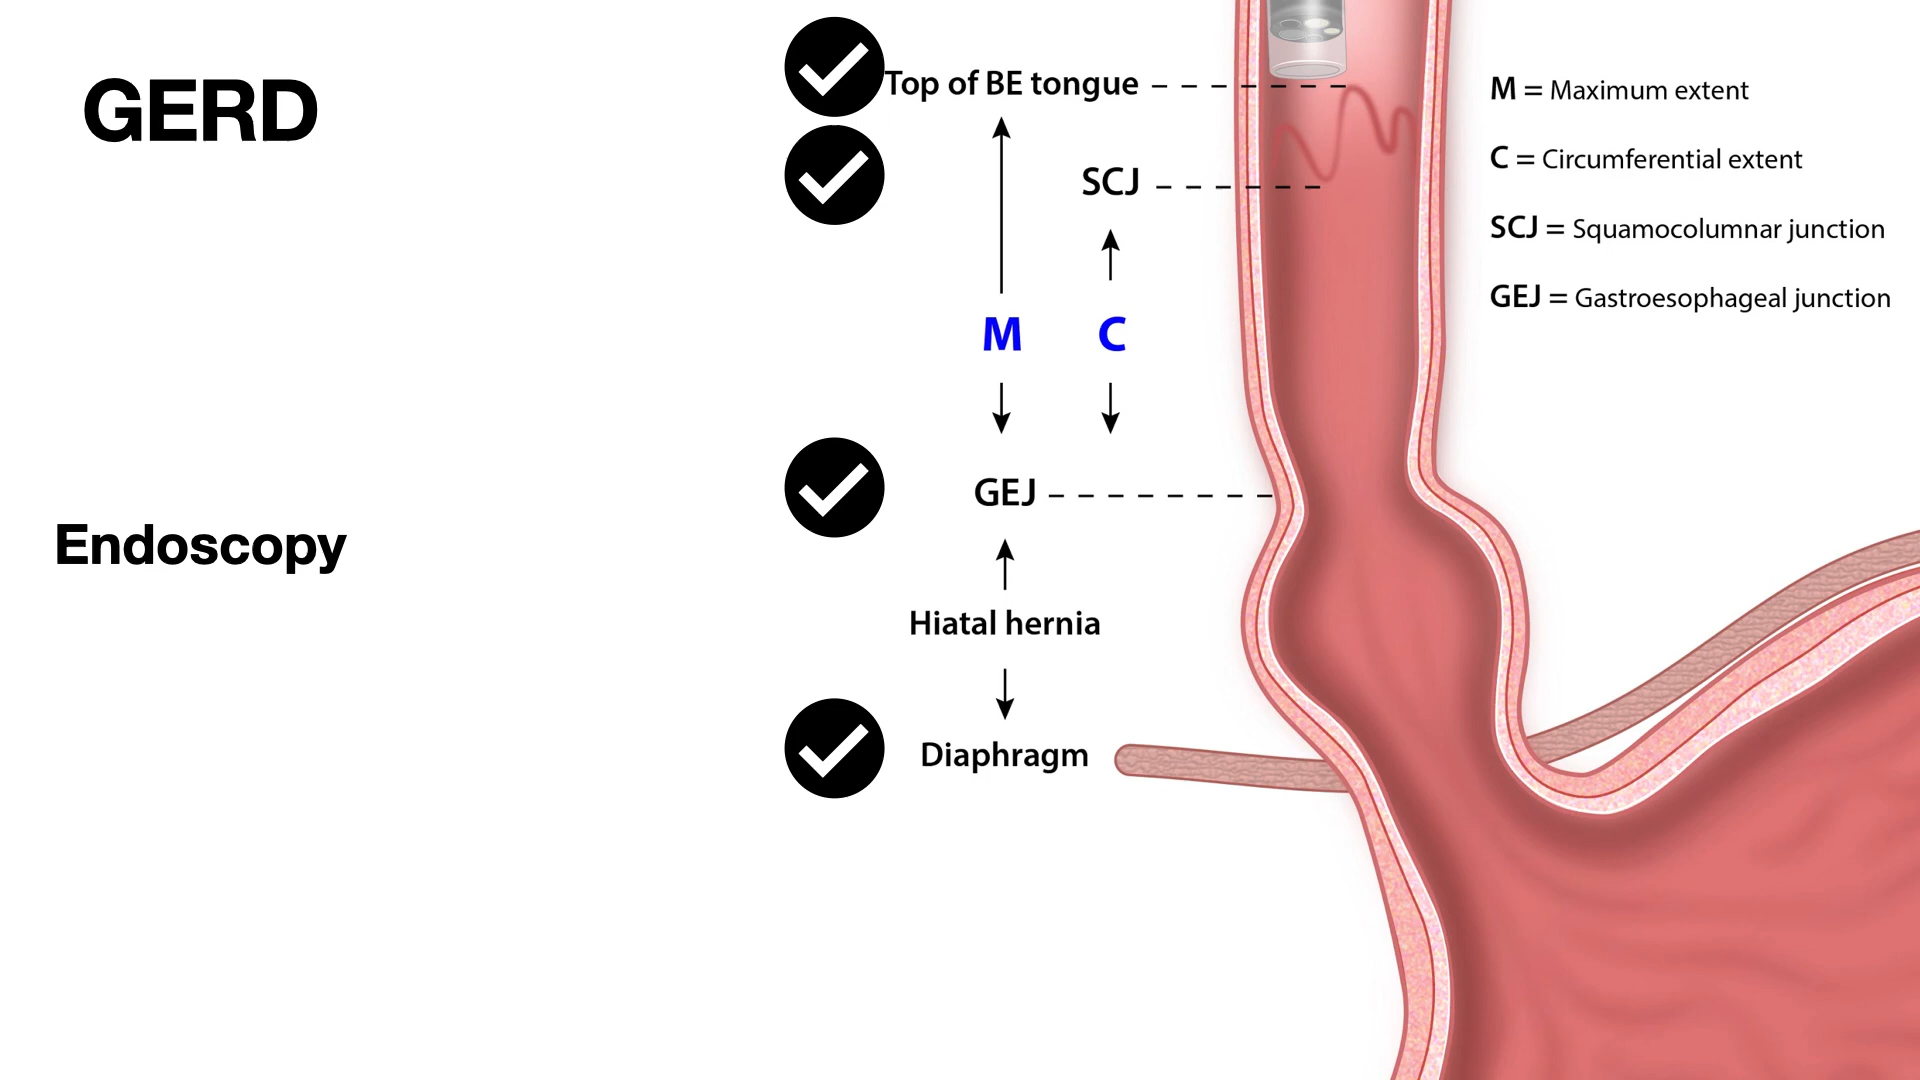 GERD
Endoscopy
Top of BE tongue
SCJ
M
C
GEJ
Hiatal hernia
Diaphragm
M = Maximum extent
C = Circumferential extent
SCJ = Squamocolumnar junction
GEJ = Gastroesophageal junction